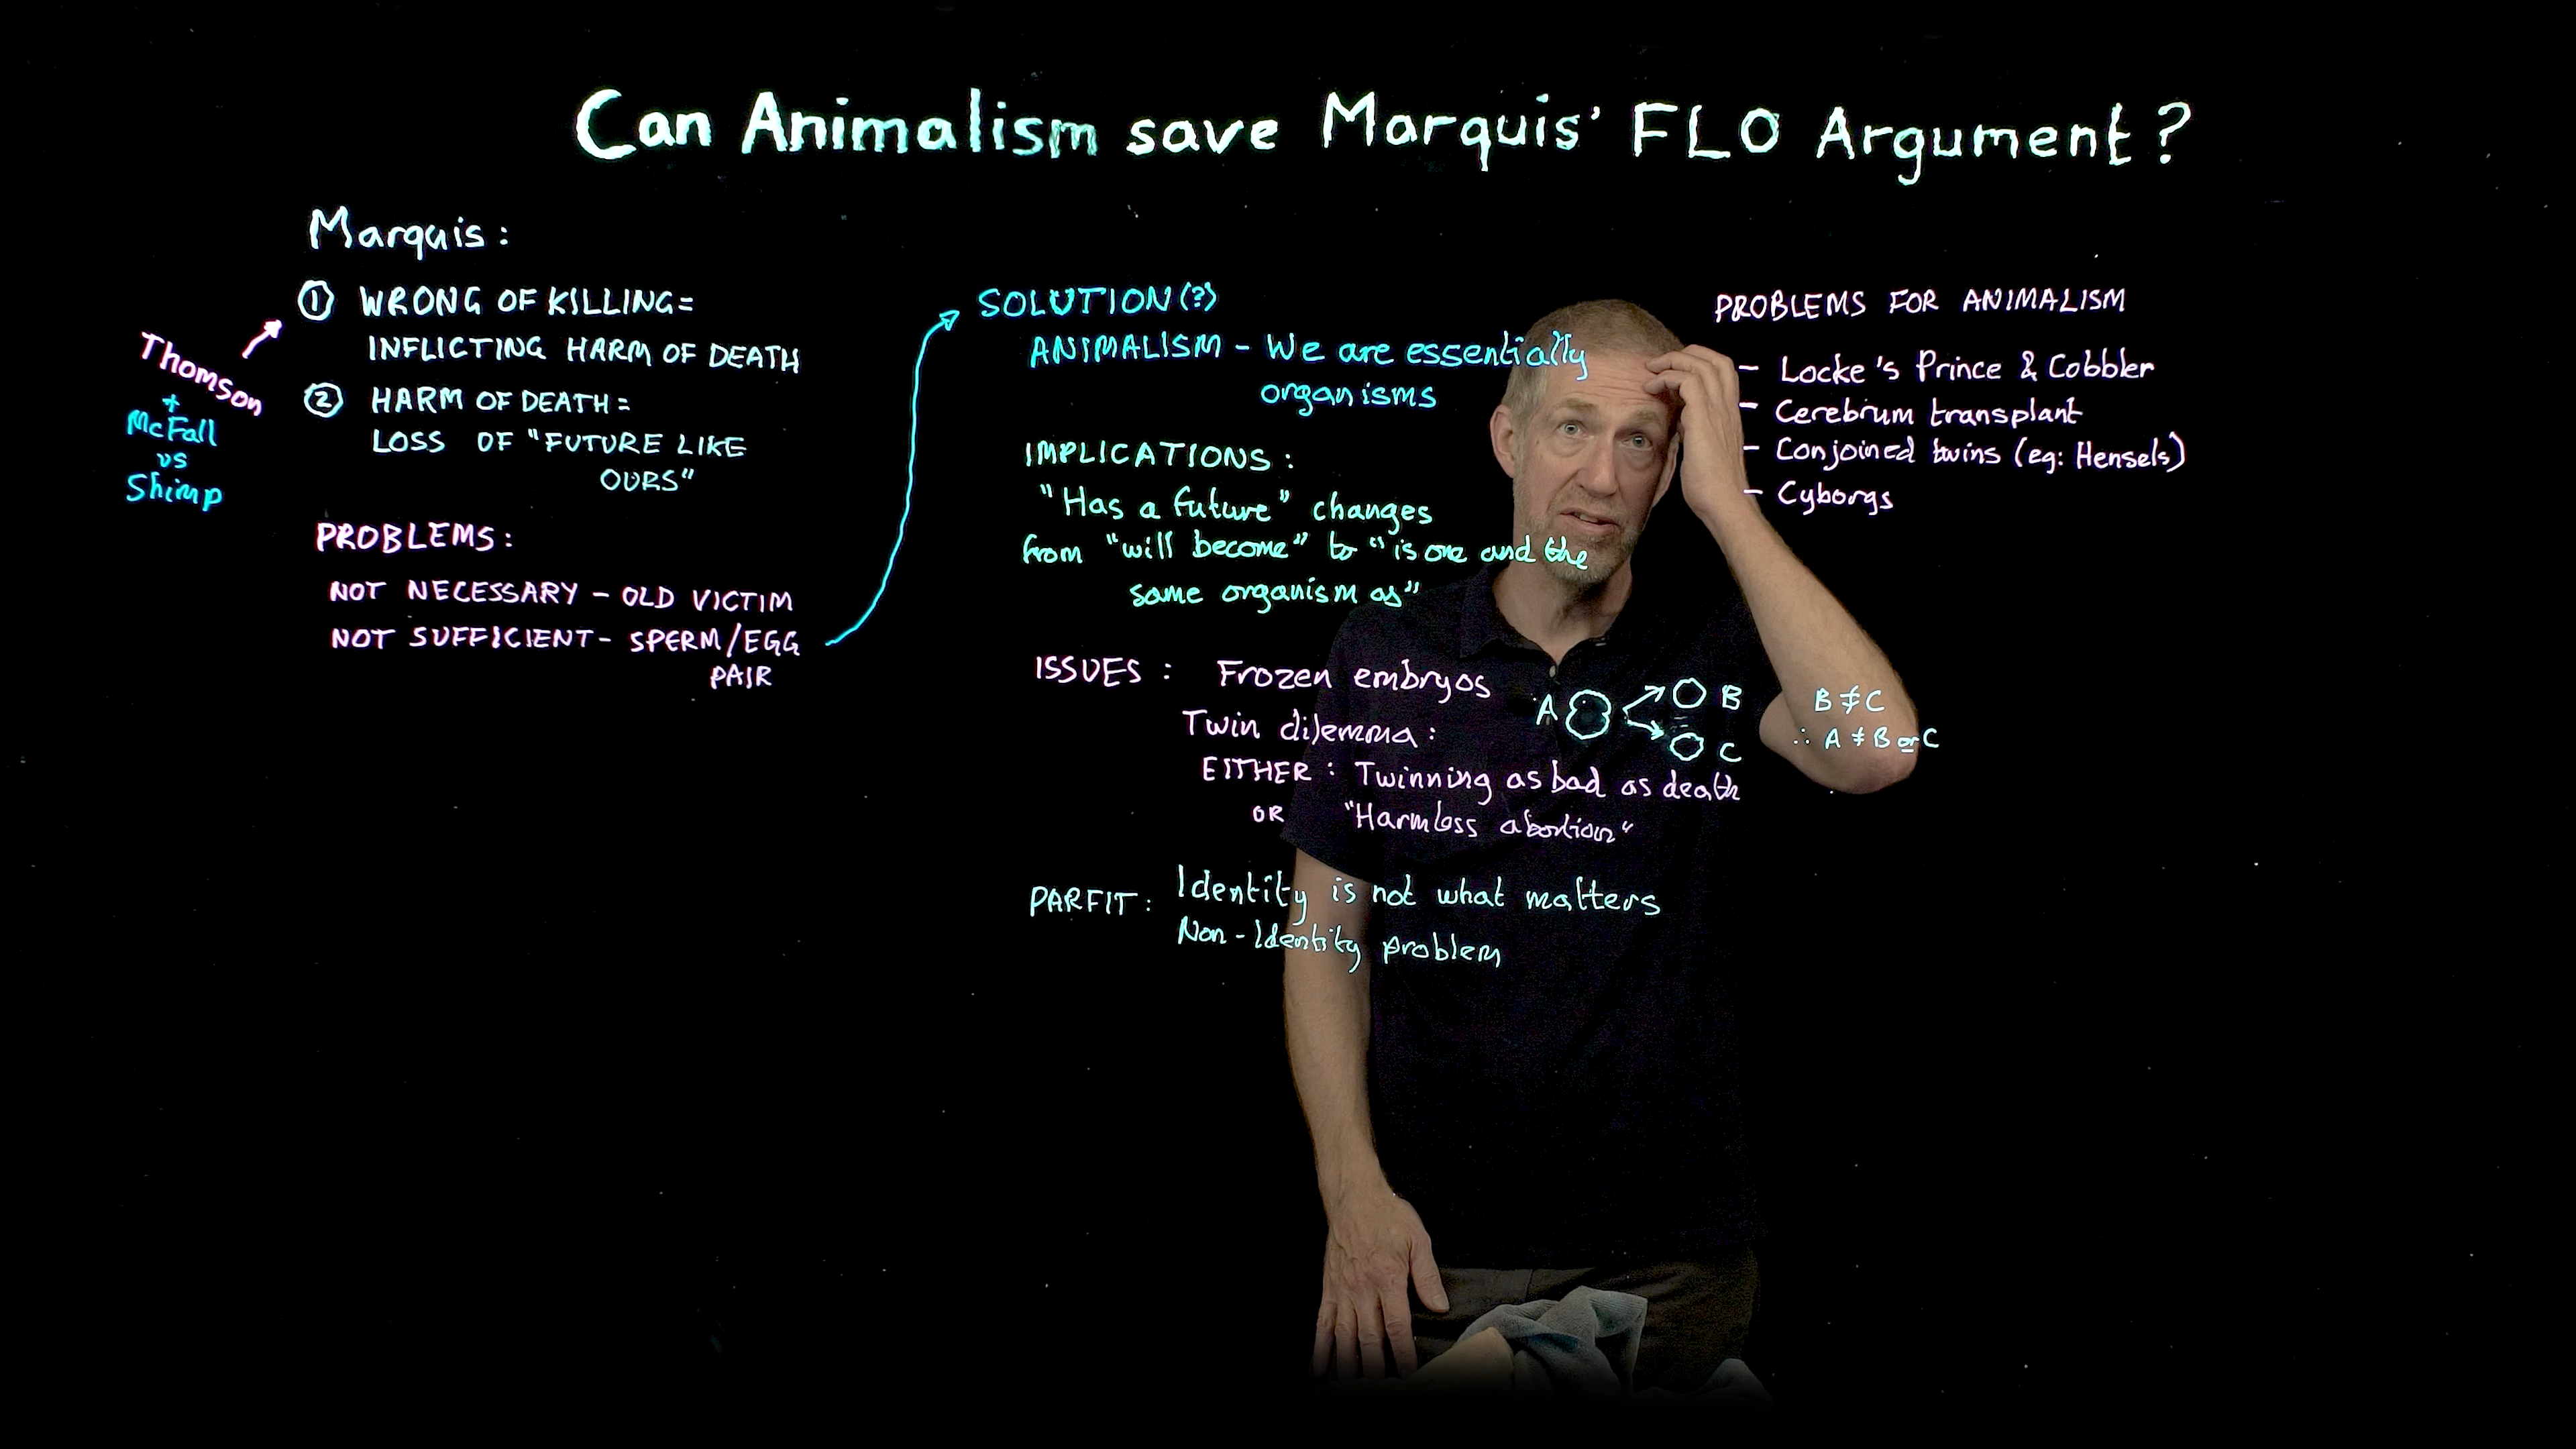 Can Animalism save Marquis' FLO Argument?
Marquis:
① WRONG OF KILLING =
INFLICTING HARM OF DEATH
② HARM OF DEATH =
LOSS OF "FUTURE LIKE
OURS"
Thomson
+
McFall
vs
Shimp
PROBLEMS:
NOT NECESSARY - OLD VICTIM
NOT SUFFICIENT - SPERM/EGG
PAIR
SOLUTION(?)
ANIMALISM - We are essentially
organisms
IMPLICATIONS:
"Has a future" changes
from "will become" to "is one and the
same organism as"
ISSUES: Frozen embryos
Twin dilemma:
EITHER: Twinning as bad as death
OR "Harmless abortion"
A
B
C
B ≠ C
∴ A ≠ B or C
PARFIT: Identity is not what matters
Non-Identity problem
PROBLEMS FOR ANIMALISM
- Locke's Prince & Cobbler
- Cerebrum transplant
- Conjoined twins (eg: Hensels)
- Cyborgs